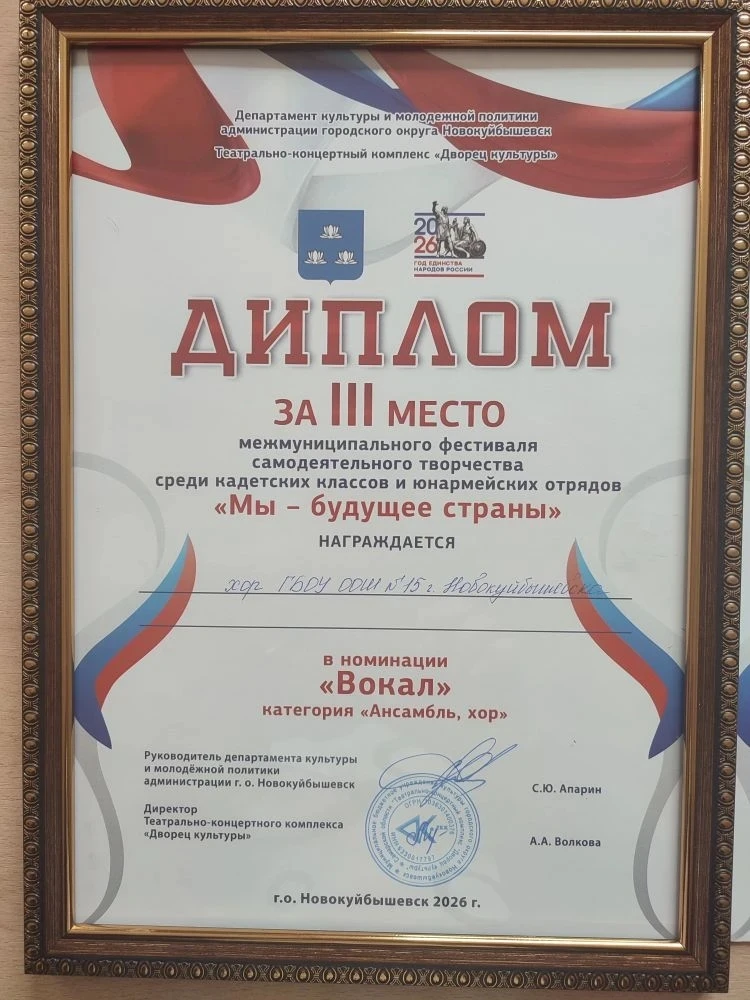 Департамент культуры и молодежной политики
администрации городского округа Новокуйбышевск
Театрально-концертный комплекс «Дворец культуры»
20
26
ГОД ЕДИНСТВА
НАРОДОВ РОССИИ
ДИПЛОМ
ЗА III МЕСТО
межмуниципального фестиваля
самодеятельного творчества
среди кадетских классов и юнармейских отрядов
«Мы – будущее страны»
НАГРАЖДАЕТСЯ
хор ГБОУ ООШ №15 г. Новокуйбышевска
в номинации
«Вокал»
категория «Ансамбль, хор»
Руководитель департамента культуры
и молодёжной политики
администрации г. о. Новокуйбышевск
С.Ю. Апарин
Директор
Театрально-концертного комплекса
«Дворец культуры»
А.А. Волкова
г.о. Новокуйбышевск 2026 г.